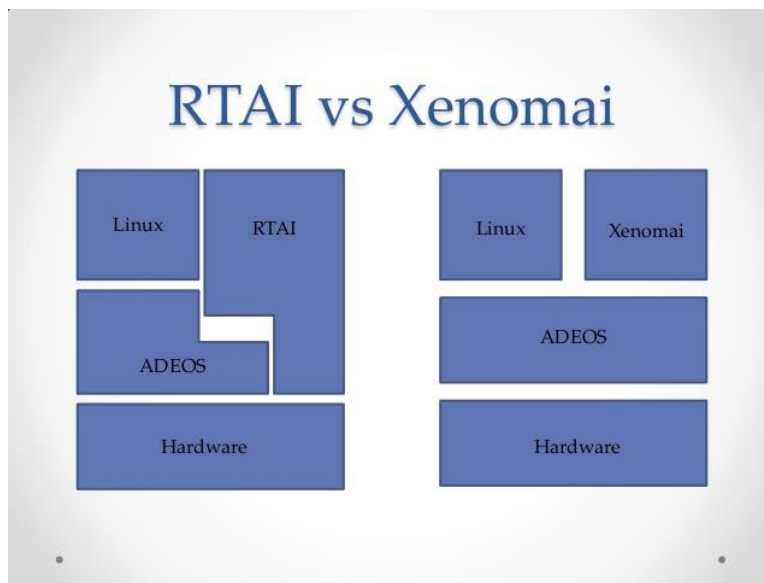 RTAI vs Xenomai
Linux
RTAI
ADEOS
Hardware
Linux
Xenomai
ADEOS
Hardware